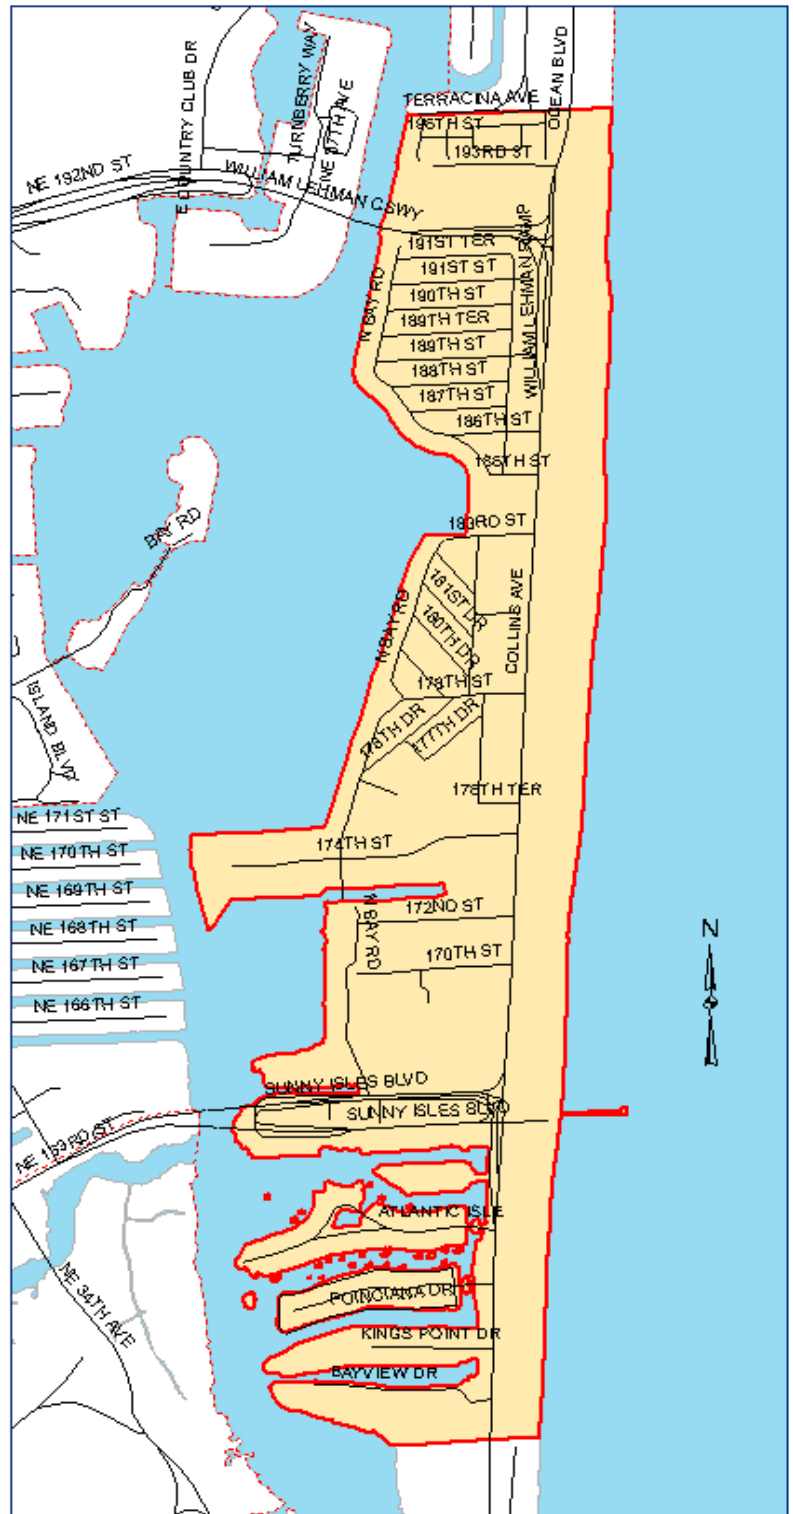 E COUNTRY CLUB DR
TURNBERRY WAY
NE 37TH AVE
OCEAN BLVD
TERRACINA AVE
195TH ST
193RD ST
NE 192ND ST
WILLIAM LEHMAN CSWY
WILLIAM LEHMAN RAMP
191ST TER
191ST ST
N BAY RD
190TH ST
189TH TER
189TH ST
188TH ST
187TH ST
186TH ST
185TH ST
183RD ST
BAY RD
181ST DR
180TH DR
COLLINS AVE
N BAY RD
179TH ST
178TH DR
177TH DR
ISLAND BLVD
178TH TER
NE 171ST ST
174TH ST
NE 170TH ST
NE 169TH ST
172ND ST
N BAY RD
NE 168TH ST
N
170TH ST
NE 167TH ST
NE 166TH ST
SUNNY ISLES BLVD
SUNNY ISLES BLVD
NE 163RD ST
ATLANTIC ISLE
NE 34TH AVE
POINCIANA DR
KINGS POINT DR
BAYVIEW DR